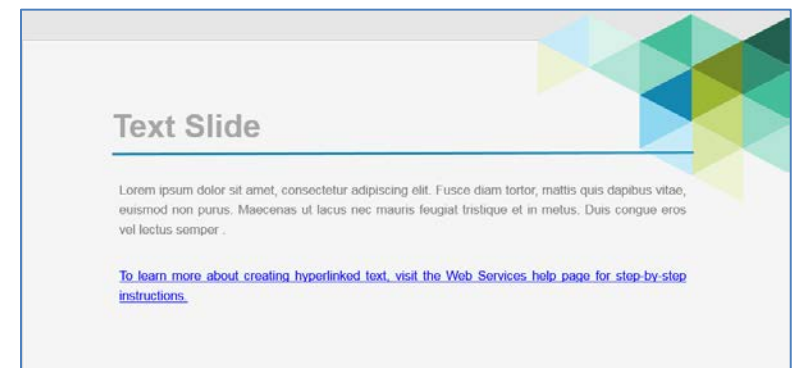 Text Slide
Lorem ipsum dolor sit amet, consectetur adipiscing elit. Fusce diam tortor, mattis quis dapibus vitae,
euismod non purus. Maecenas ut lacus nec mauris feugiat tristique et in metus. Duis congue eros
vel lectus semper .
To learn more about creating hyperlinked text, visit the Web Services help page for step-by-step
instructions.